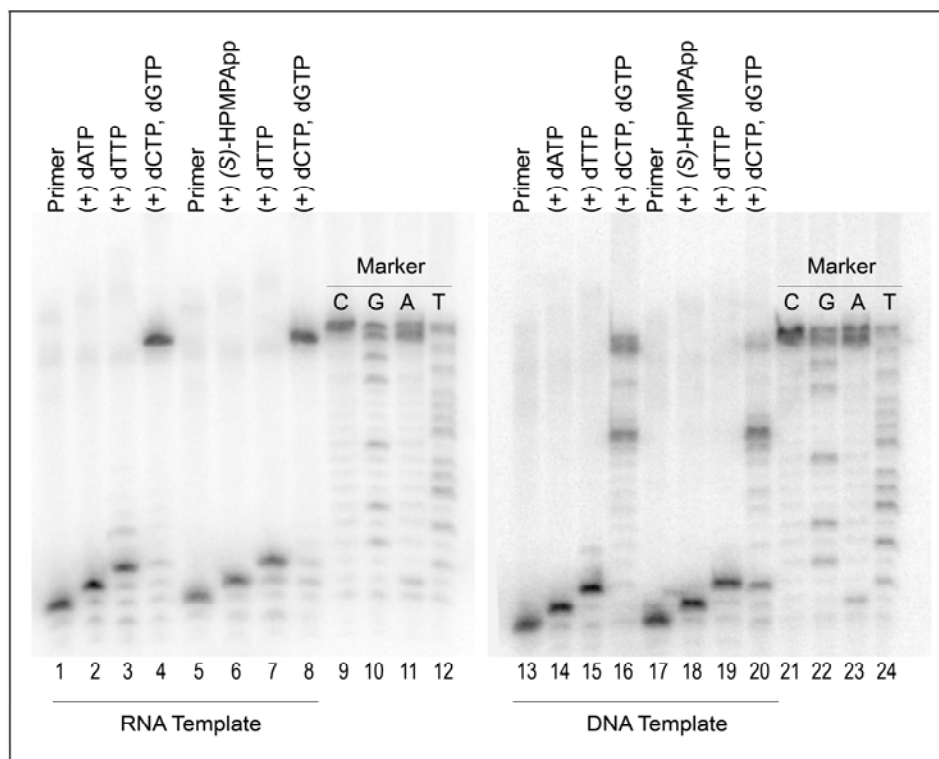 Primer
(+) dATP
(+) dTTP
(+) dCTP, dGTP
Primer
(+) (S)-HPMPApp
(+) dTTP
(+) dCTP, dGTP
Marker
C G A T
1 2 3 4 5 6 7 8 9 10 11 12
RNA Template
Primer
(+) dATP
(+) dTTP
(+) dCTP, dGTP
Primer
(+) (S)-HPMPApp
(+) dTTP
(+) dCTP, dGTP
Marker
C G A T
13 14 15 16 17 18 19 20 21 22 23 24
DNA Template